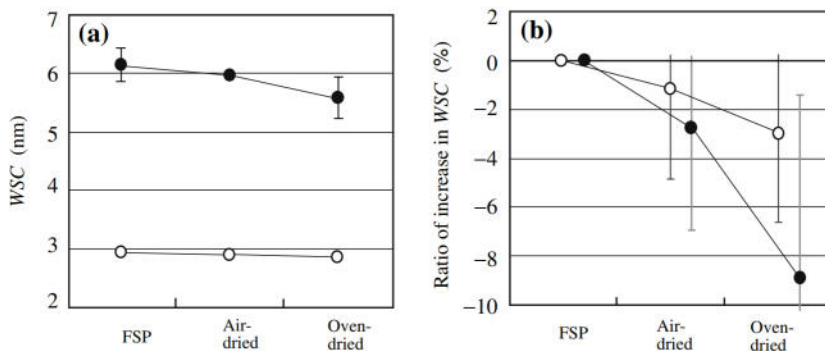 (a)
WSC (nm)
7
6
5
4
3
2
FSP
Air-
dried
Oven-
dried
(b)
Ratio of increase in WSC (%)
2
0
−2
−4
−6
−8
−10
FSP
Air-
dried
Oven-
dried